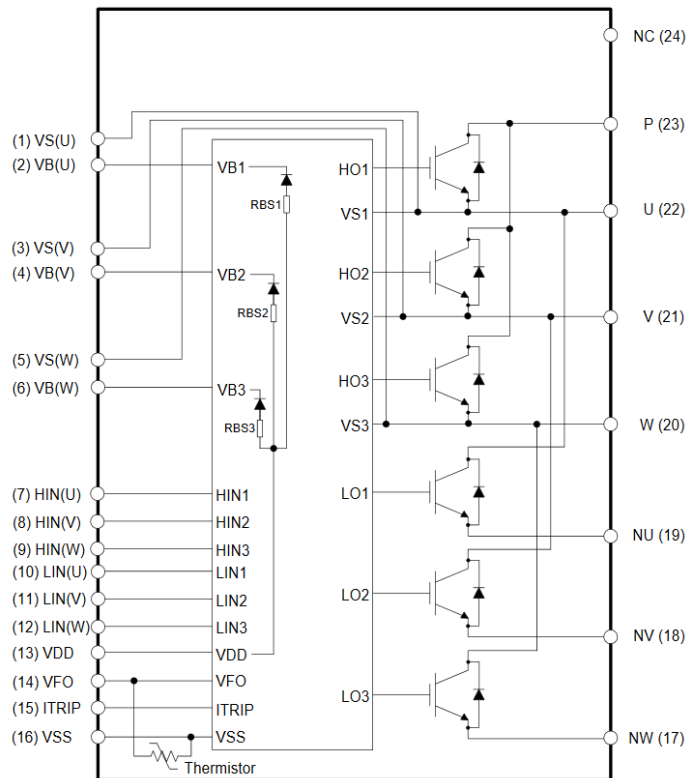 NC (24)
P (23)
(1) VS(U)
(2) VB(U)
VB1
HO1
RBS1
VS1
U (22)
(3) VS(V)
(4) VB(V)
VB2
HO2
RBS2
VS2
V (21)
(5) VS(W)
(6) VB(W)
VB3
HO3
RBS3
VS3
W (20)
(7) HIN(U)
HIN1
LO1
(8) HIN(V)
HIN2
NU (19)
(9) HIN(W)
HIN3
(10) LIN(U)
LIN1
(11) LIN(V)
LIN2
LO2
(12) LIN(W)
LIN3
NV (18)
(13) VDD
VDD
(14) VFO
VFO
LO3
(15) ITRIP
ITRIP
(16) VSS
VSS
NW (17)
Thermistor